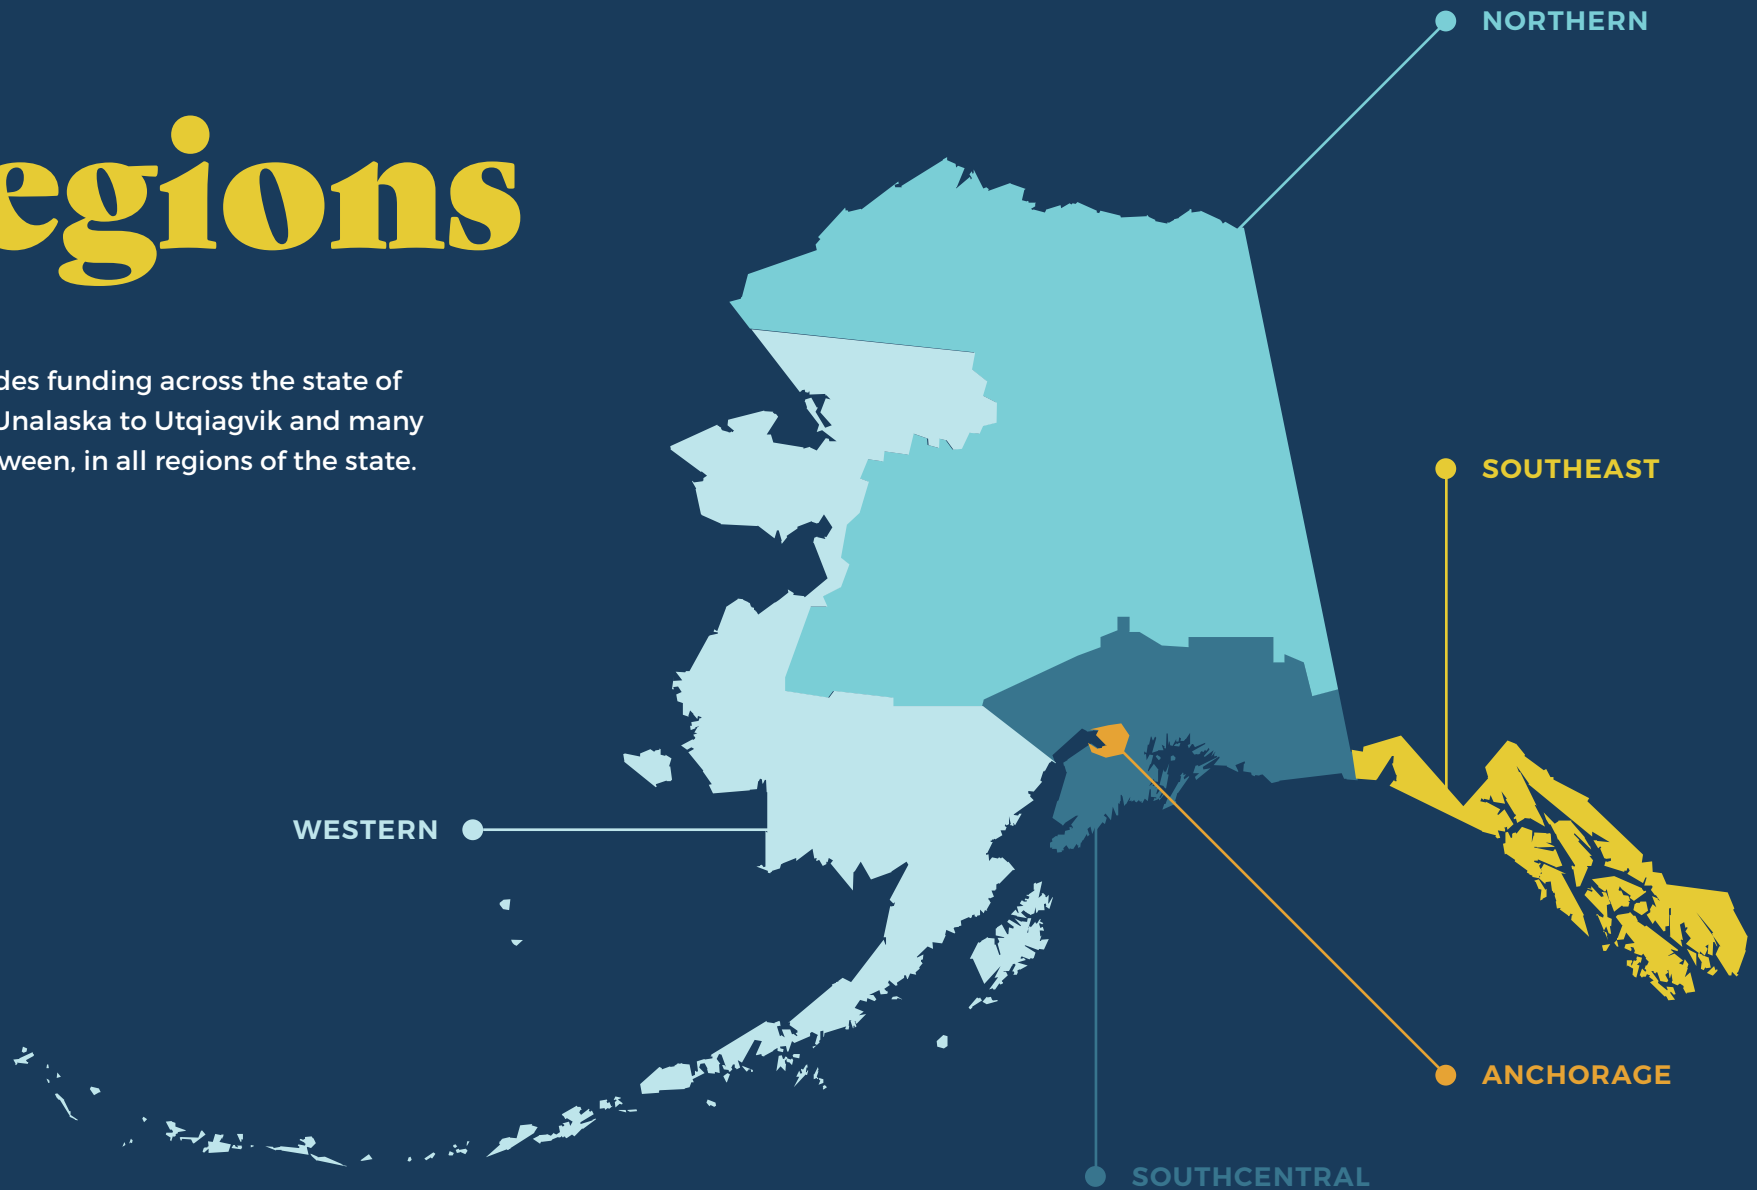 egions
des funding across the state of
Unalaska to Utqiagvik and many
ween, in all regions of the state.
NORTHERN
SOUTHEAST
WESTERN
ANCHORAGE
SOUTHCENTRAL